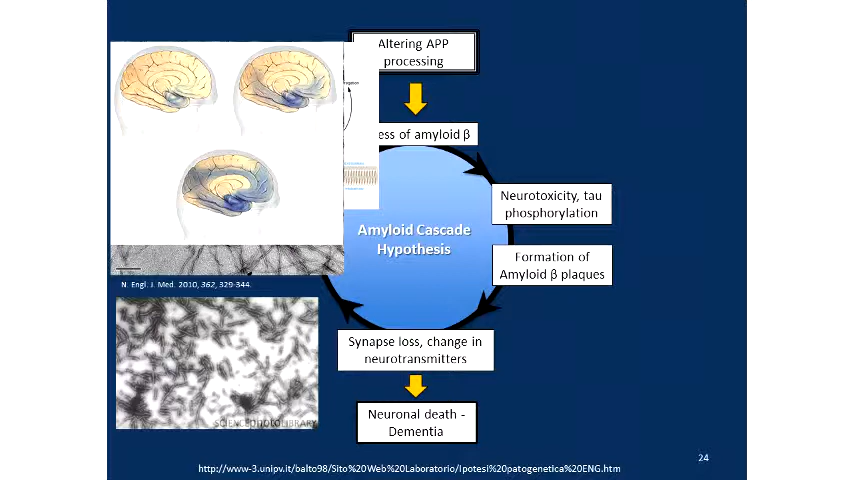 Altering APP
processing
ess of amyloid β
Neurotoxicity, tau
phosphorylation
Amyloid Cascade
Hypothesis
Formation of
Amyloid β plaques
N. Engl. J. Med. 2010, 362, 329-344.
Synapse loss, change in
neurotransmitters
SCIENCEPHOTOLIBRARY
Neuronal death -
Dementia
24
http://www-3.unipv.it/balto98/Sito%20Web%20Laboratorio/Ipotesi%20patogenetica%20ENG.htm